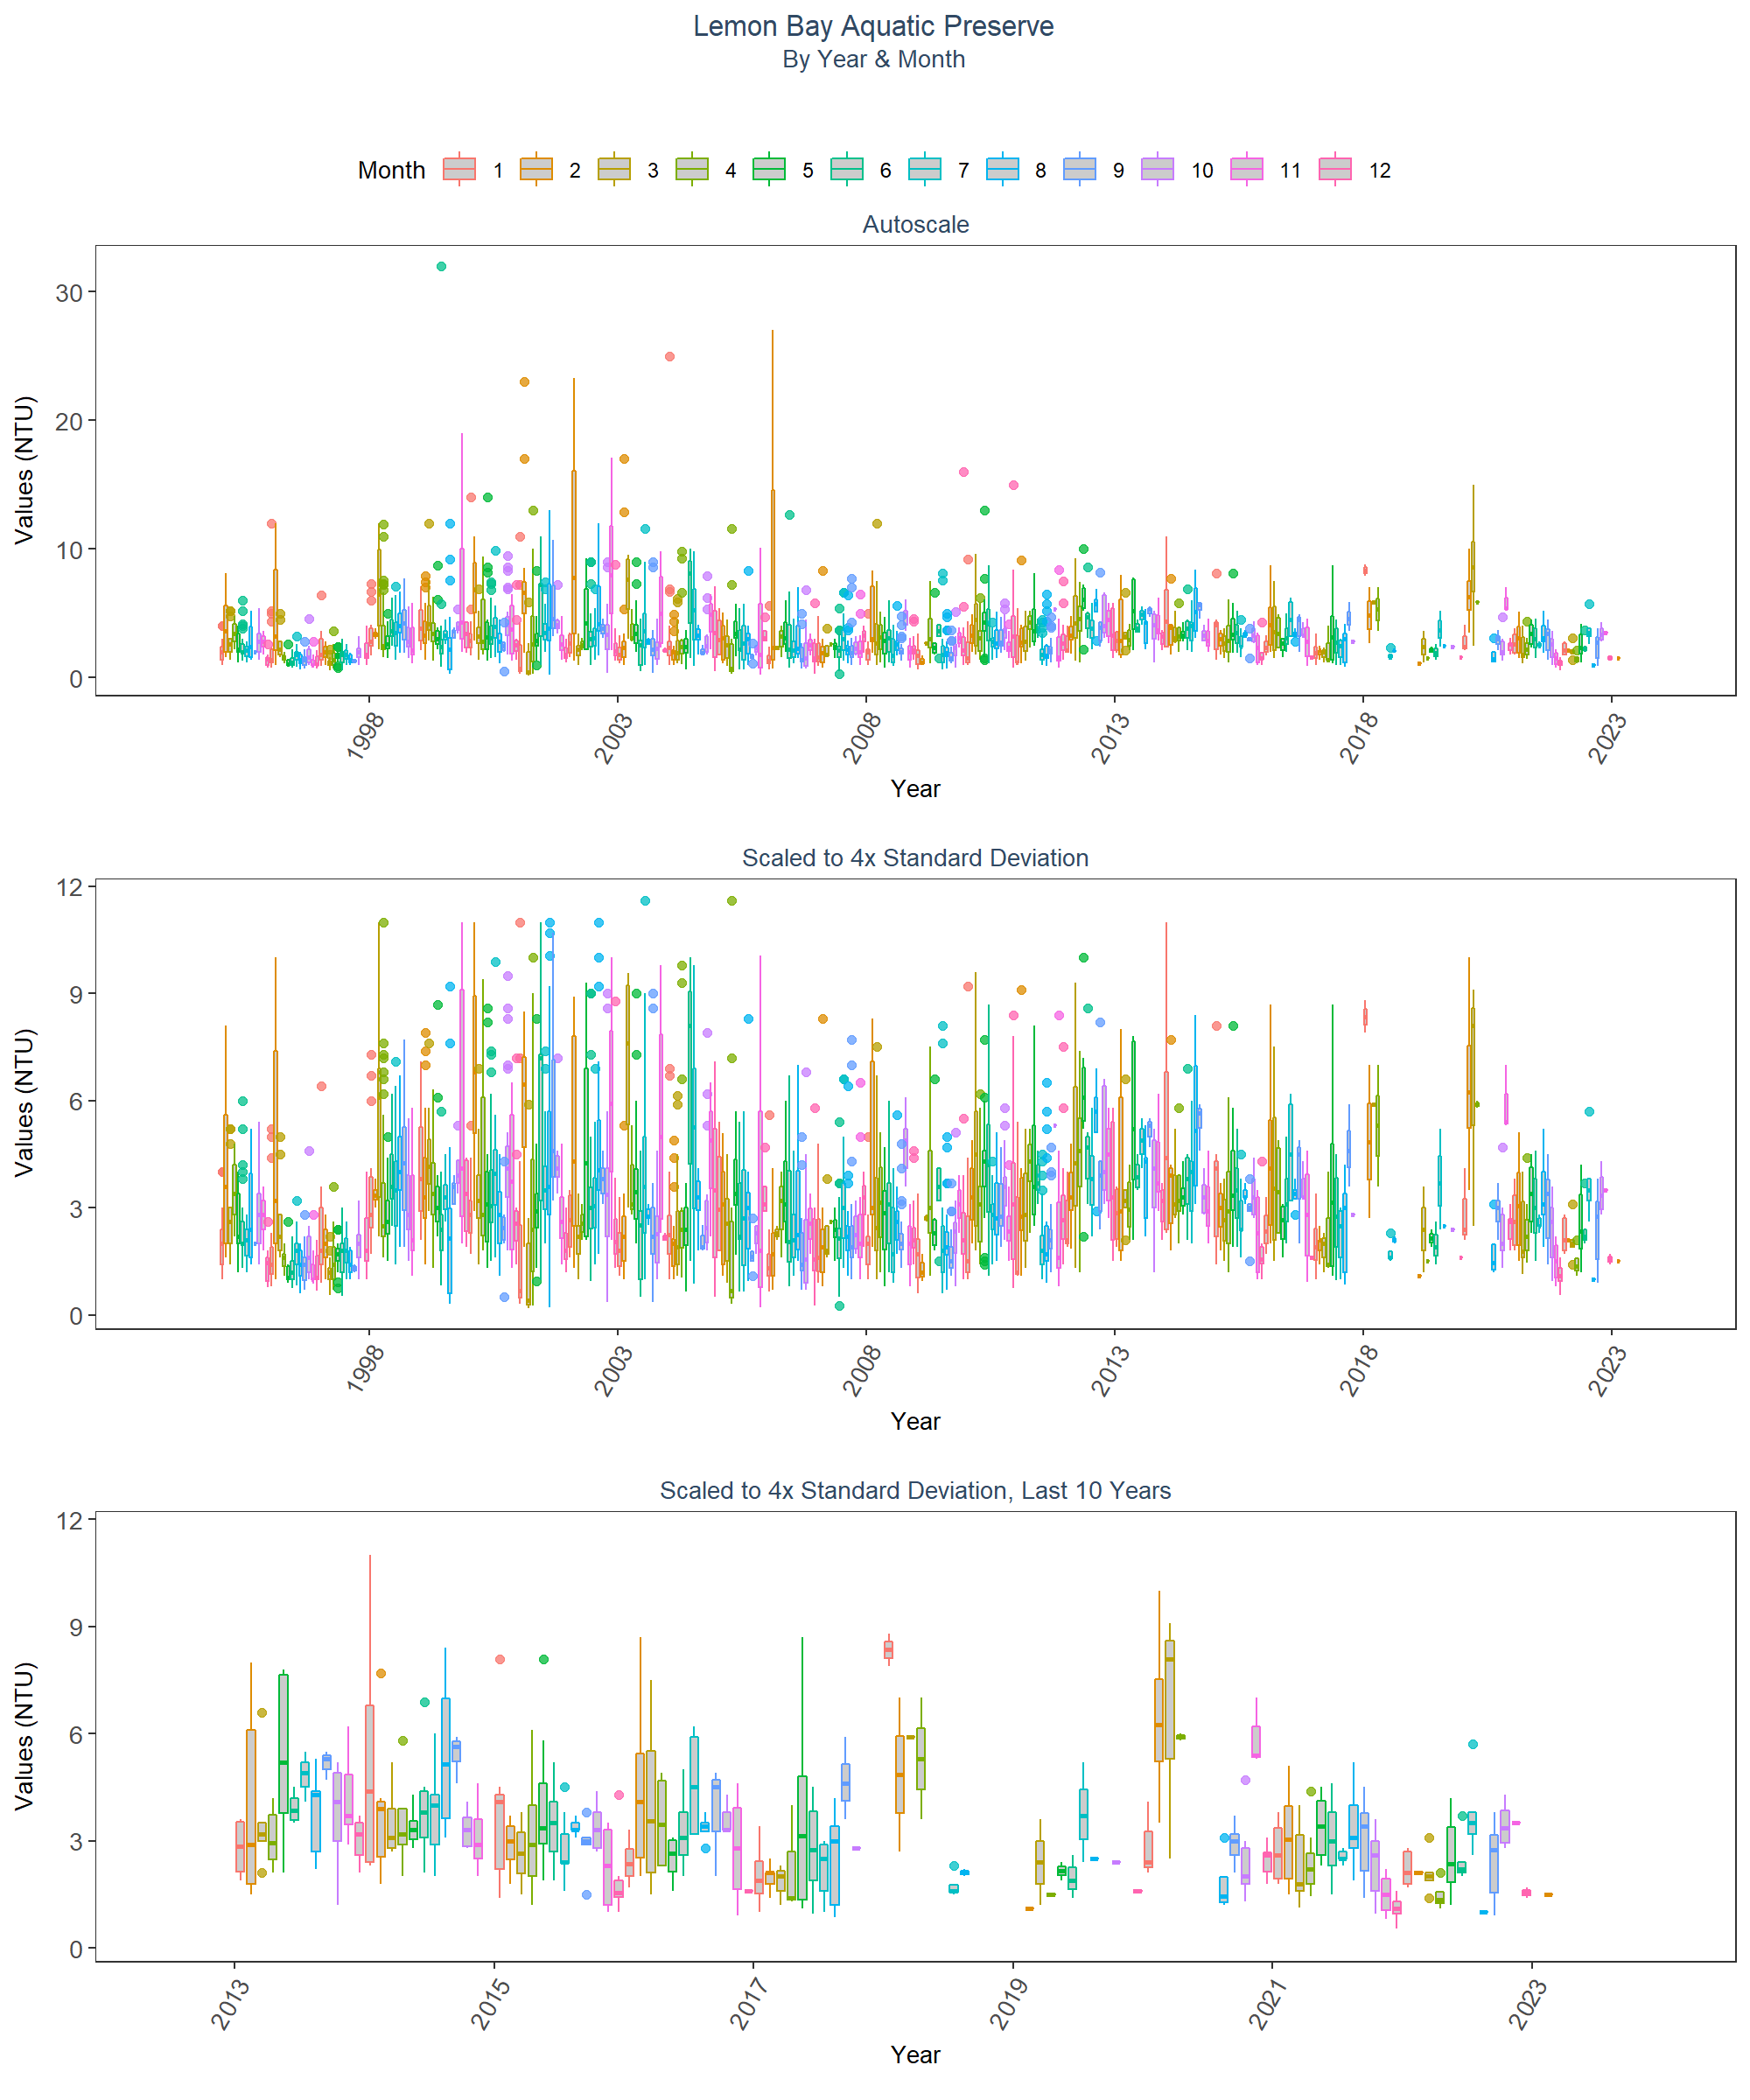 Lemon Bay Aquatic Preserve
By Year & Month
Month 1 2 3 4 5 6 7 8 9 10 11 12
Autoscale
Values (NTU)
30
20
10
0
1998 2003 2008 2013 2018 2023
Year
Scaled to 4x Standard Deviation
Values (NTU)
12
9
6
3
0
1998 2003 2008 2013 2018 2023
Year
Scaled to 4x Standard Deviation, Last 10 Years
Values (NTU)
12
9
6
3
0
2013 2015 2017 2019 2021 2023
Year